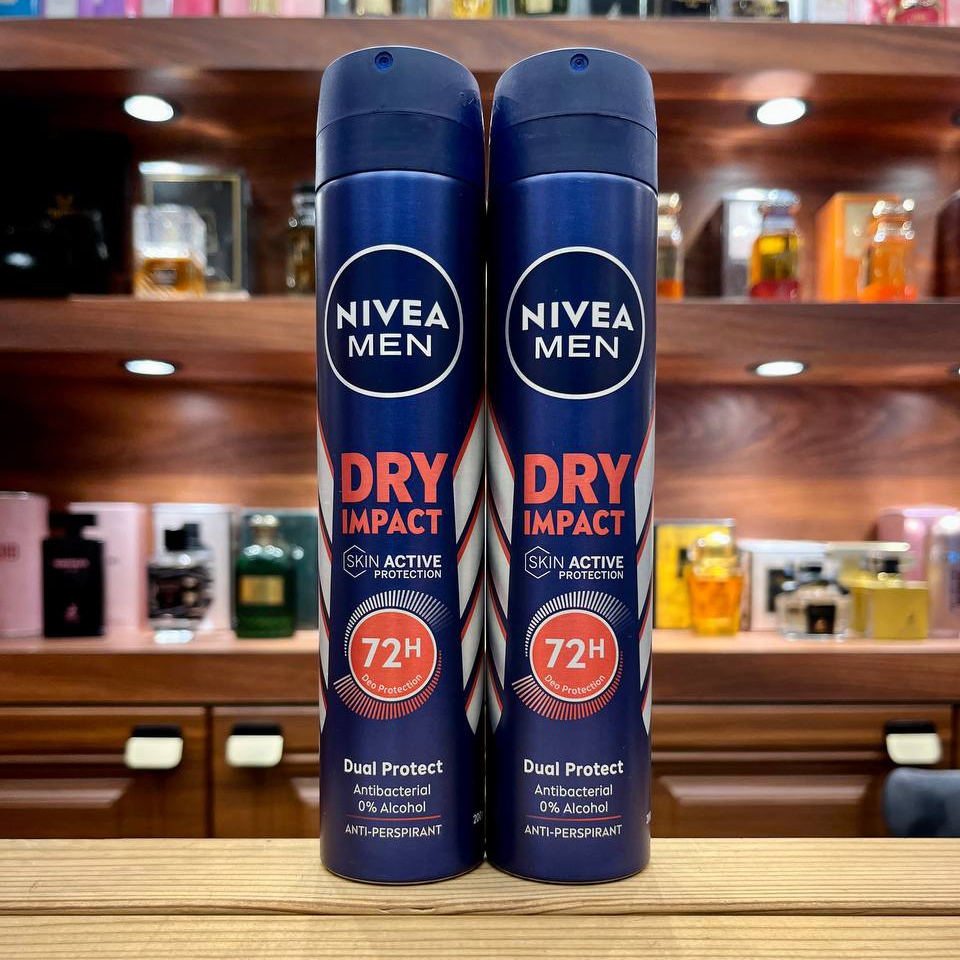 NIVEA
MEN
DRY
IMPACT
SKIN ACTIVE
PROTECTION
72H
Deo Protection
Dual Protect
Antibacterial
0% Alcohol
ANTI-PERSPIRANT
NIVEA
MEN
DRY
IMPACT
SKIN ACTIVE
PROTECTION
72H
Deo Protection
Dual Protect
Antibacterial
0% Alcohol
ANTI-PERSPIRANT